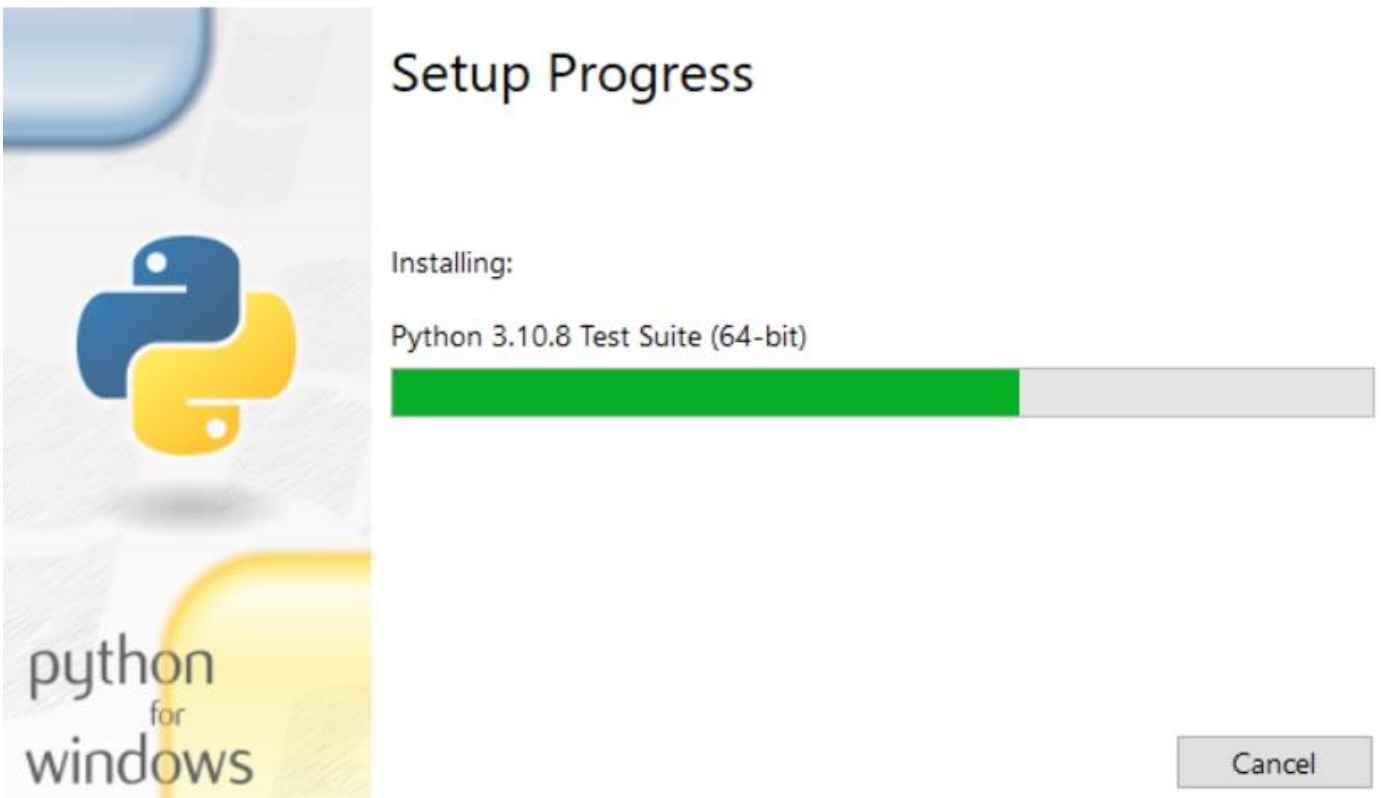 Setup Progress
Installing:
Python 3.10.8 Test Suite (64-bit)
python
for
windows
Cancel